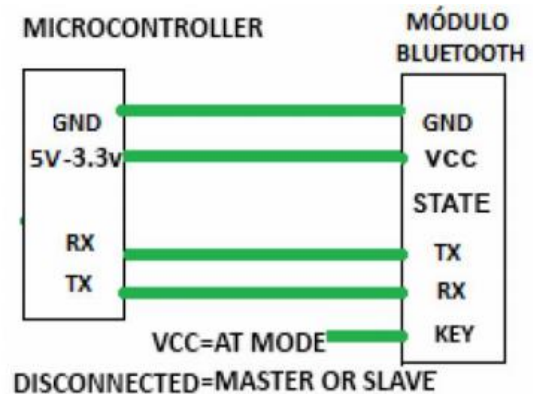 MICROCONTROLLER
MÓDULO
BLUETOOTH
GND
5V-3.3v
RX
TX
GND
VCC
STATE
TX
RX
KEY
VCC=AT MODE
DISCONNECTED=MASTER OR SLAVE